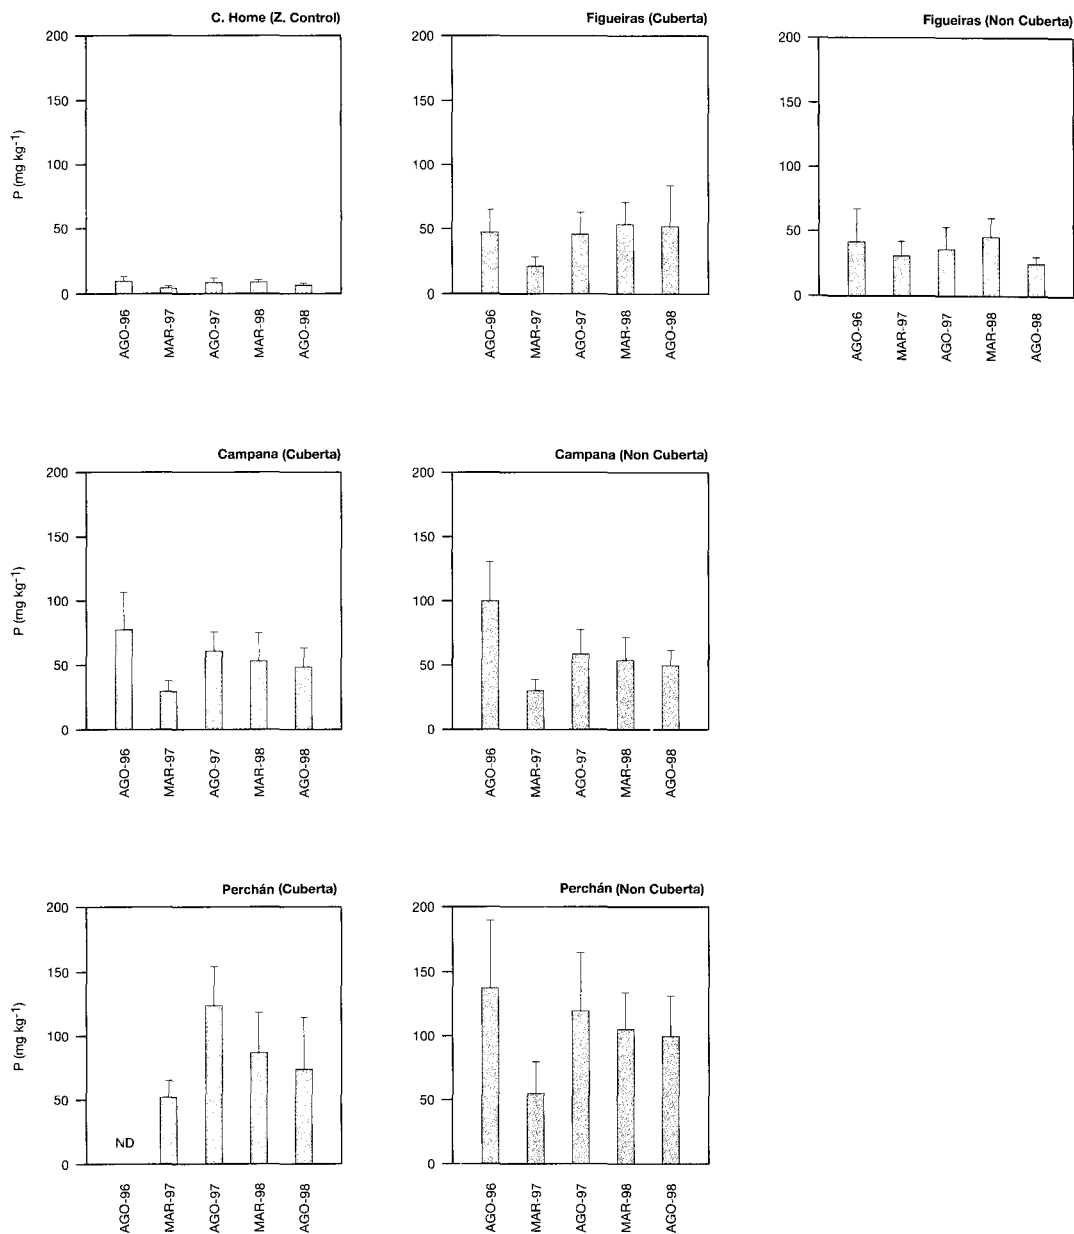 C. Home (Z. Control)
200
150
100
50
0
P (mg kg-1)
AGO-96
MAR-97
AGO-97
MAR-98
AGO-98
Figueiras (Cuberta)
200
150
100
50
0
AGO-96
MAR-97
AGO-97
MAR-98
AGO-98
Figueiras (Non Cuberta)
200
150
100
50
0
AGO-96
MAR-97
AGO-97
MAR-98
AGO-98
Campana (Cuberta)
200
150
100
50
0
P (mg kg-1)
AGO-96
MAR-97
AGO-97
MAR-98
AGO-98
Campana (Non Cuberta)
200
150
100
50
0
AGO-96
MAR-97
AGO-97
MAR-98
AGO-98
Perchán (Cuberta)
200
150
100
50
0
P (mg kg-1)
ND
AGO-96
MAR-97
AGO-97
MAR-98
AGO-98
Perchán (Non Cuberta)
200
150
100
50
0
AGO-96
MAR-97
AGO-97
MAR-98
AGO-98